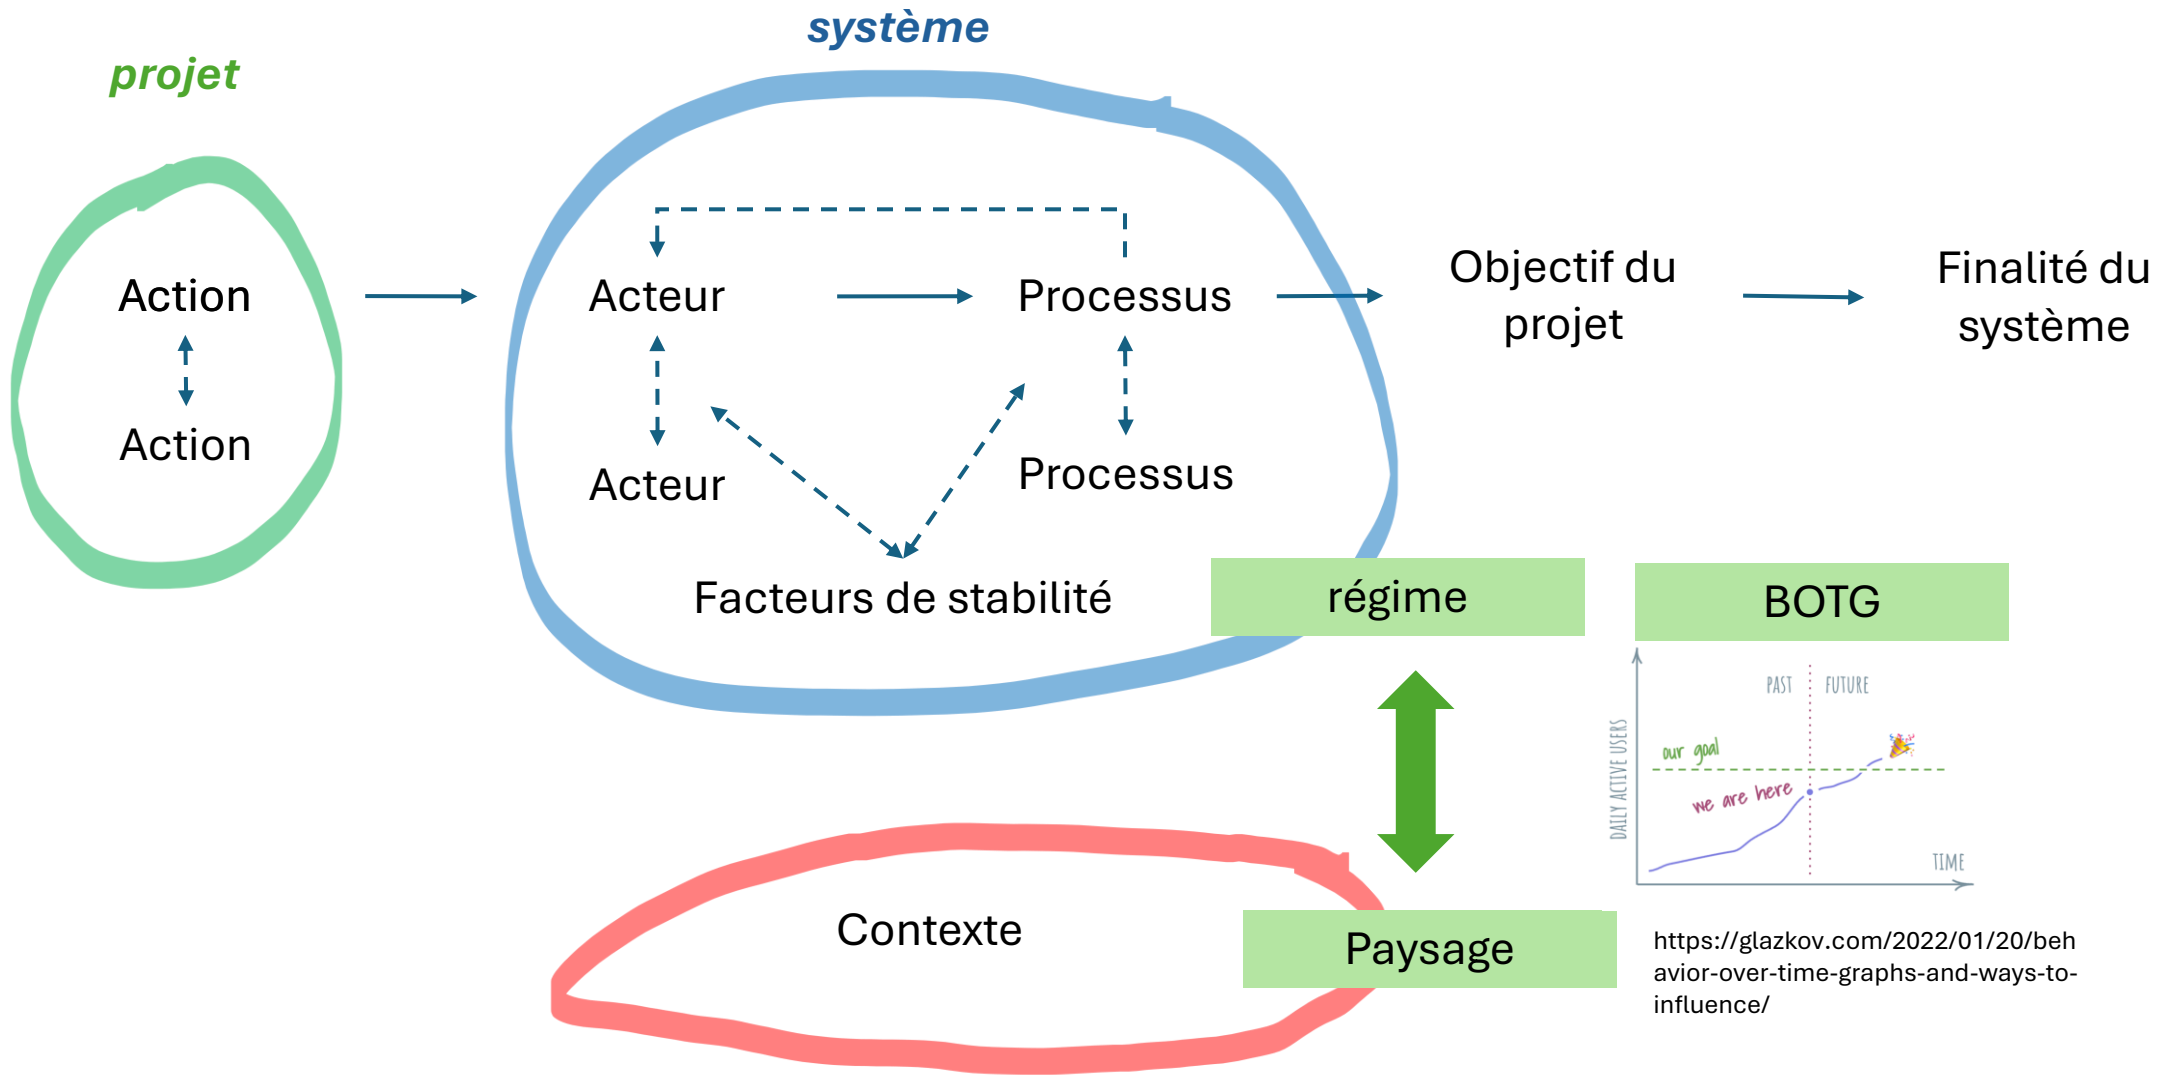 système
projet
Action
Action
Acteur
Processus
Acteur
Processus
Facteurs de stabilité
Objectif du
projet
Finalité du
système
régime
BOTG
PAST
FUTURE
DAILY ACTIVE USERS
our goal
we are here
TIME
Contexte
Paysage
https://glazkov.com/2022/01/20/beh
avior-over-time-graphs-and-ways-to-
influence/